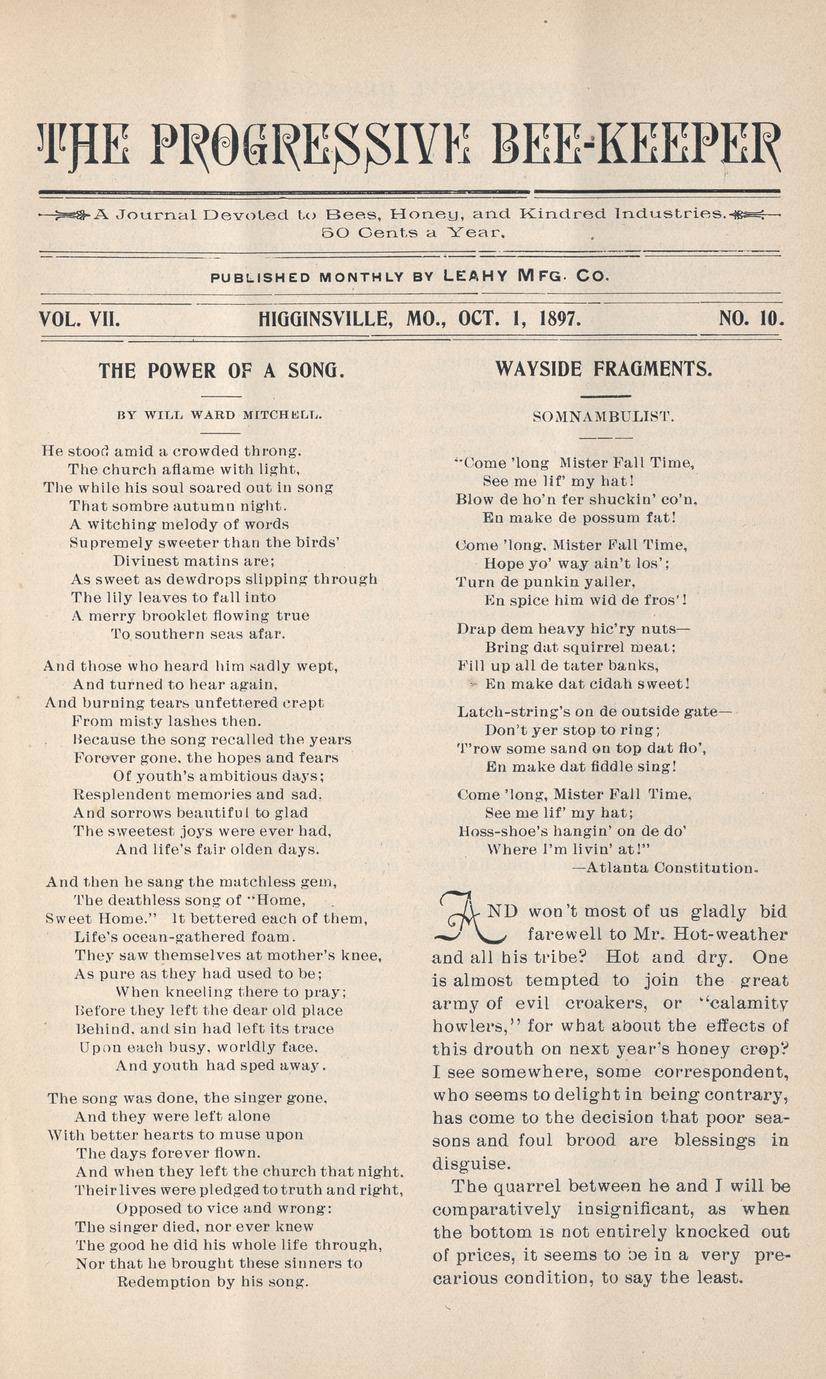 THE PROGRESSIVE BEE-KEEPER
A Journal Devoted to Bees, Honey, and Kindred Industries.
50 Cents a Year.
PUBLISHED MONTHLY BY LEAHY MFG. CO.
VOL. VII. HIGGINSVILLE, MO., OCT. 1, 1897. NO. 10.
THE POWER OF A SONG.
BY WILL WARD MITCHELL.
He stood amid a crowded throng.
The church aflame with light,
The while his soul soared out in song
That sombre autumn night.
A witching melody of words
Supremely sweeter than the birds'
Divinest matins are;
As sweet as dewdrops slipping through
The lily leaves to fall into
A merry brooklet flowing true
To southern seas afar.
And those who heard him sadly wept,
And turned to hear again,
And burning tears unfettered crept
From misty lashes then.
Because the song recalled the years
Forever gone, the hopes and fears
Of youth's ambitious days;
Resplendent memories and sad.
And sorrows beautiful to glad
The sweetest joys were ever had,
And life's fair olden days.
And then he sang the matchless gem,
The deathless song of "Home,
Sweet Home." It bettered each of them,
Life's ocean-gathered foam.
They saw themselves at mother's knee,
As pure as they had used to be;
When kneeling there to pray;
Before they left the dear old place
Behind, and sin had left its trace
Upon each busy, worldly face.
And youth had sped away.
The song was done, the singer gone,
And they were left alone
With better hearts to muse upon
The days forever flown.
And when they left the church that night.
Their lives were pledged to truth and right,
Opposed to vice and wrong:
The singer died, nor ever knew
The good he did his whole life through,
Nor that he brought these sinners to
Redemption by his song.
WAYSIDE FRAGMENTS.
SOMNAMBULIST.
"Come 'long Mister Fall Time,
See me lif' my hat!
Blow de ho'n fer shuckin' co'n,
En make de possum fat!
Come 'long, Mister Fall Time,
Hope yo' way ain't los';
Turn de punkin yaller,
En spice him wid de fros'!
Drap dem heavy hic'ry nuts—
Bring dat squirrel meat;
Fill up all de tater banks,
En make dat cidah sweet!
Latch-string's on de outside gate—
Don't yer stop to ring;
T'row some sand on top dat flo',
En make dat fiddle sing!
Come 'long, Mister Fall Time,
See me lif' my hat;
Hoss-shoe's hangin' on de do'
Where I'm livin' at!"
—Atlanta Constitution.
AND won't most of us gladly bid
farewell to Mr. Hot-weather
and all his tribe? Hot and dry. One
is almost tempted to join the great
army of evil croakers, or "calamity
howlers," for what about the effects of
this drouth on next year's honey crop?
I see somewhere, some correspondent,
who seems to delight in being contrary,
has come to the decision that poor sea-
sons and foul brood are blessings in
disguise.
The quarrel between he and I will be
comparatively insignificant, as when
the bottom is not entirely knocked out
of prices, it seems to be in a very pre-
carious condition, to say the least.